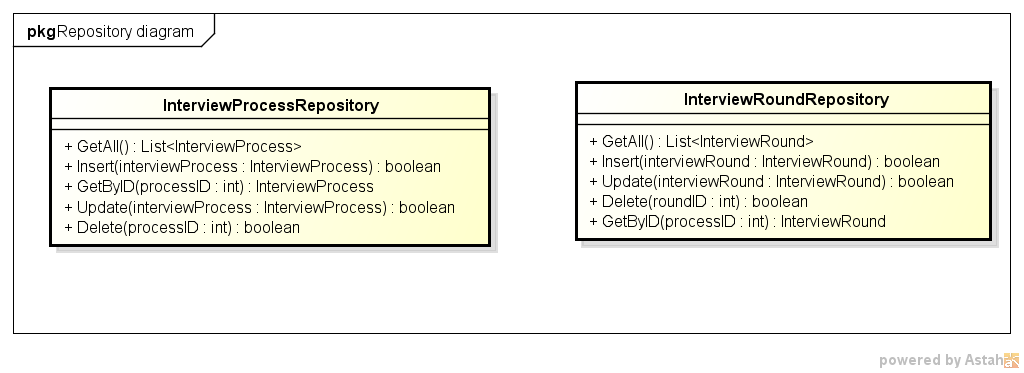 pkg Repository diagram
InterviewProcessRepository
+ GetAll() : List<InterviewProcess>
+ Insert(interviewProcess : InterviewProcess) : boolean
+ GetByID(processID : int) : InterviewProcess
+ Update(interviewProcess : InterviewProcess) : boolean
+ Delete(processID : int) : boolean
InterviewRoundRepository
+ GetAll() : List<InterviewRound>
+ Insert(interviewRound : InterviewRound) : boolean
+ Update(interviewRound : InterviewRound) : boolean
+ Delete(roundID : int) : boolean
+ GetByID(processID : int) : InterviewRound
powered by Astah